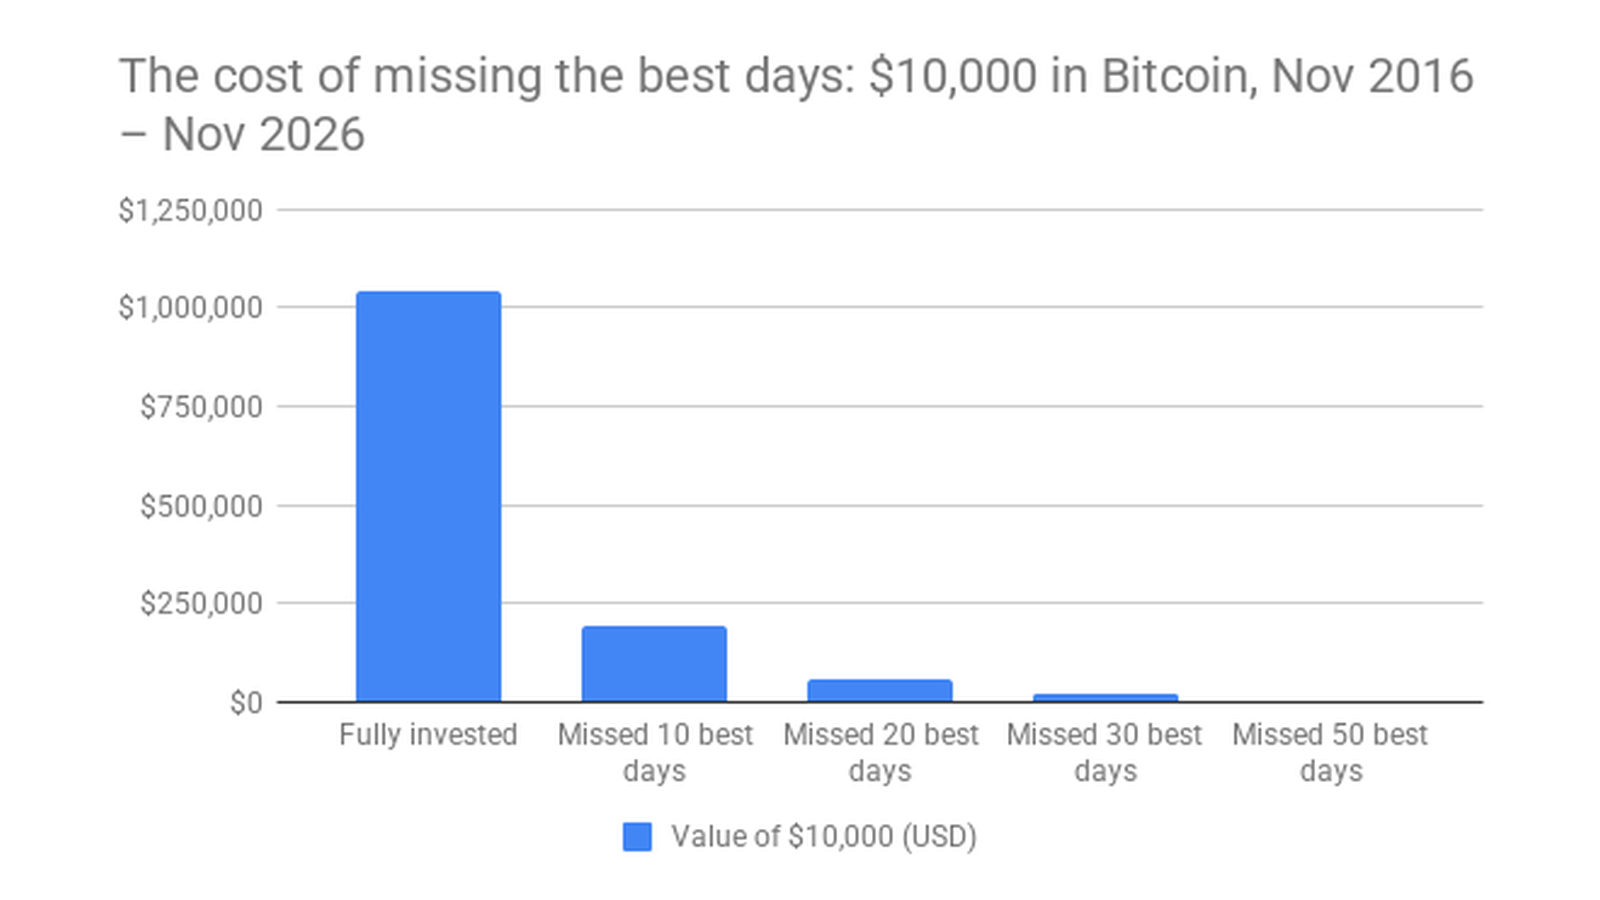 The cost of missing the best days: $10,000 in Bitcoin, Nov 2016
– Nov 2026
$1,250,000
$1,000,000
$750,000
$500,000
$250,000
$0
Fully invested
Missed 10 best
days
Missed 20 best
days
Missed 30 best
days
Missed 50 best
days
Value of $10,000 (USD)